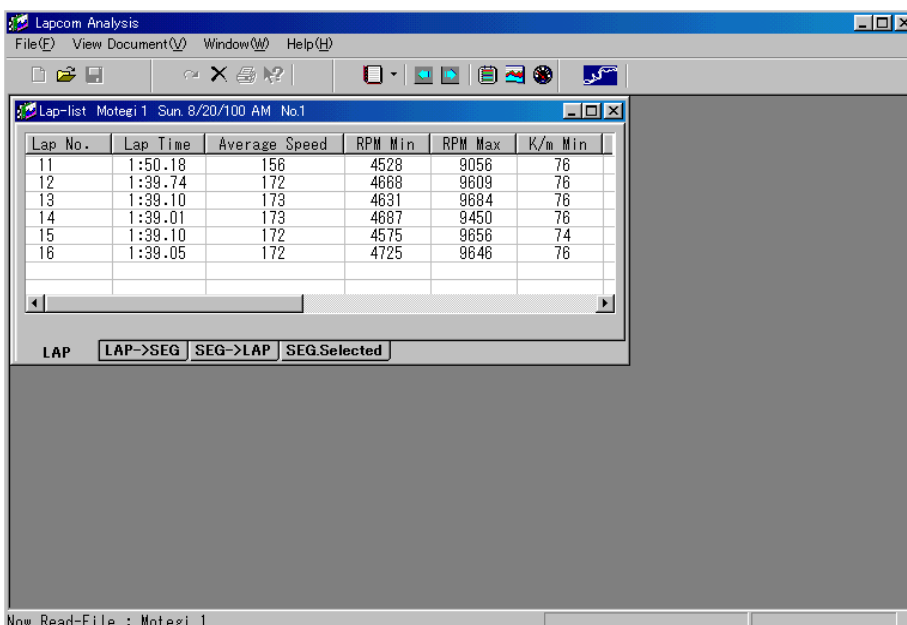 Lapcom Analysis
File(F) View Document(V) Window(W) Help(H)
Lap-list Motegi 1 Sun. 8/20/100 AM No.1
Lap No. Lap Time Average Speed RPM Min RPM Max K/m Min
11 1:50.18 156 4528 9056 76
12 1:39.74 172 4668 9609 76
13 1:39.10 173 4631 9684 76
14 1:39.01 173 4687 9450 76
15 1:39.10 172 4575 9656 74
16 1:39.05 172 4725 9646 76
LAP LAP->SEG SEG->LAP SEG.Selected
Now Read-File : Motegi 1